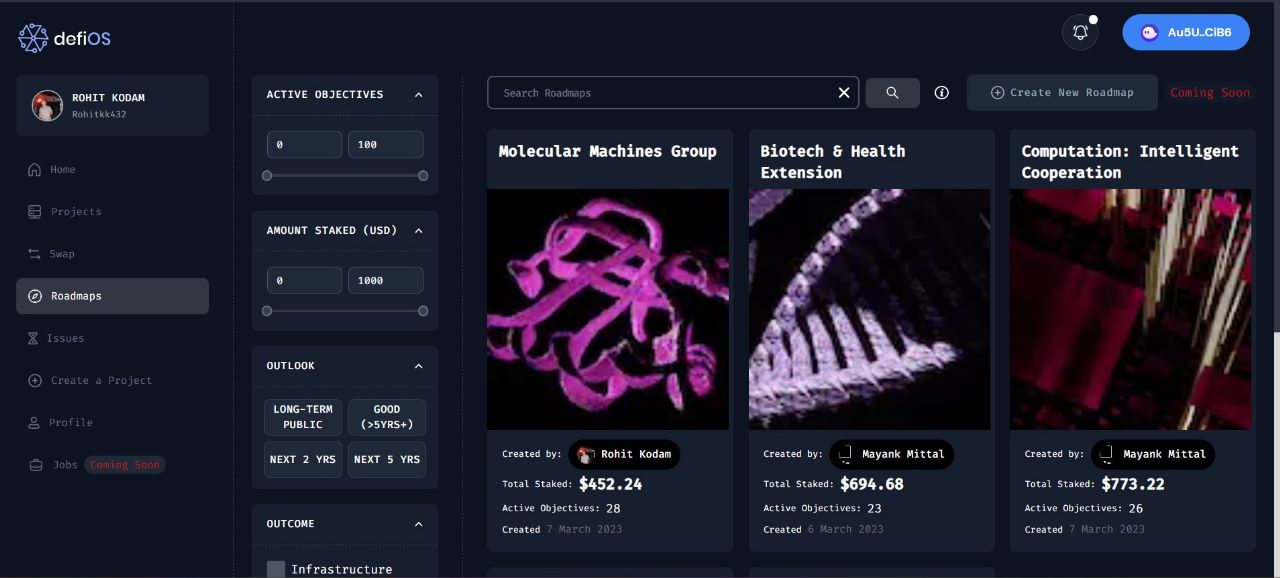 defiOS
Au5U..CiB6
ROHIT KODAM
Rohitkk432
Home
Projects
Swap
Roadmaps
Issues
Create a Project
Profile
Jobs Coming Soon
ACTIVE OBJECTIVES
0 100
AMOUNT STAKED (USD)
0 1000
OUTLOOK
LONG-TERM
PUBLIC
GOOD
(>5YRS+)
NEXT 2 YRS
NEXT 5 YRS
OUTCOME
Infrastructure
Search Roadmaps
Create New Roadmap
Coming Soon
Molecular Machines Group
Created by: Rohit Kodam
Total Staked: $452.24
Active Objectives: 28
Created 7 March 2023
Biotech & Health
Extension
Created by: Mayank Mittal
Total Staked: $694.68
Active Objectives: 23
Created 6 March 2023
Computation: Intelligent
Cooperation
Created by: Mayank Mittal
Total Staked: $773.22
Active Objectives: 26
Created 7 March 2023